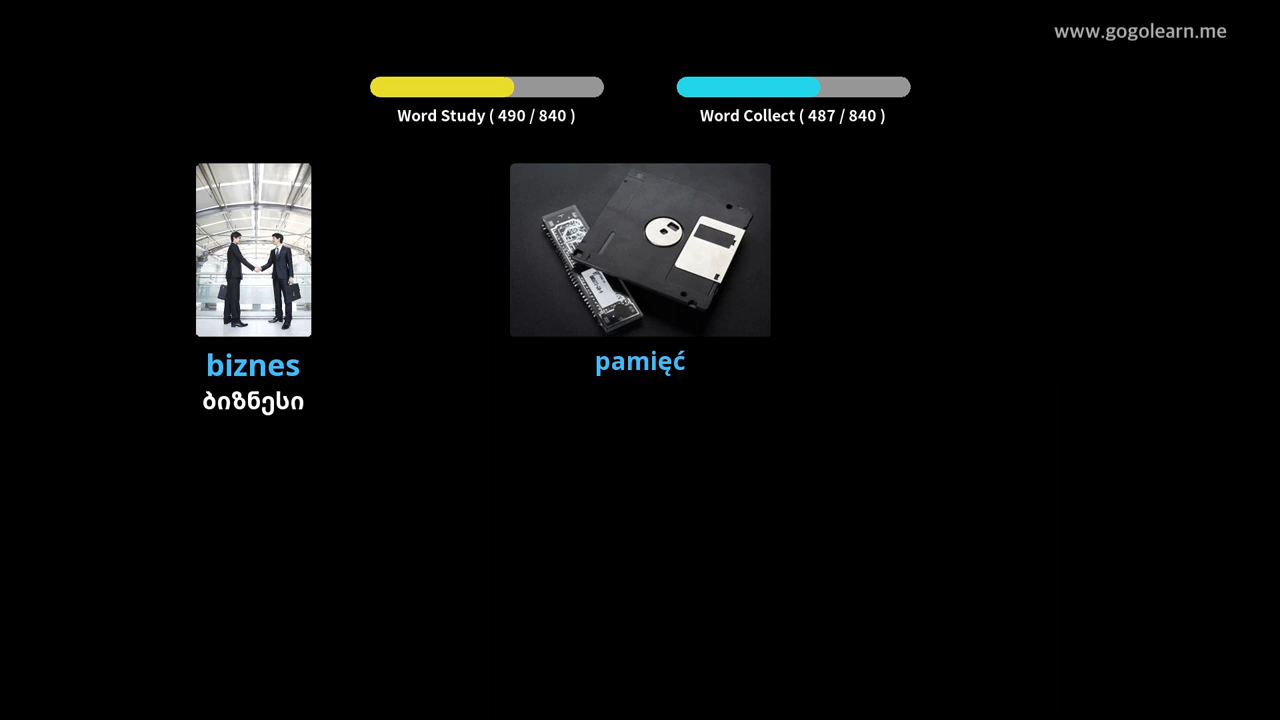 www.gogolearn.me
Word Study ( 490 / 840 )
Word Collect ( 487 / 840 )
biznes
ბიზნესი
pamięć